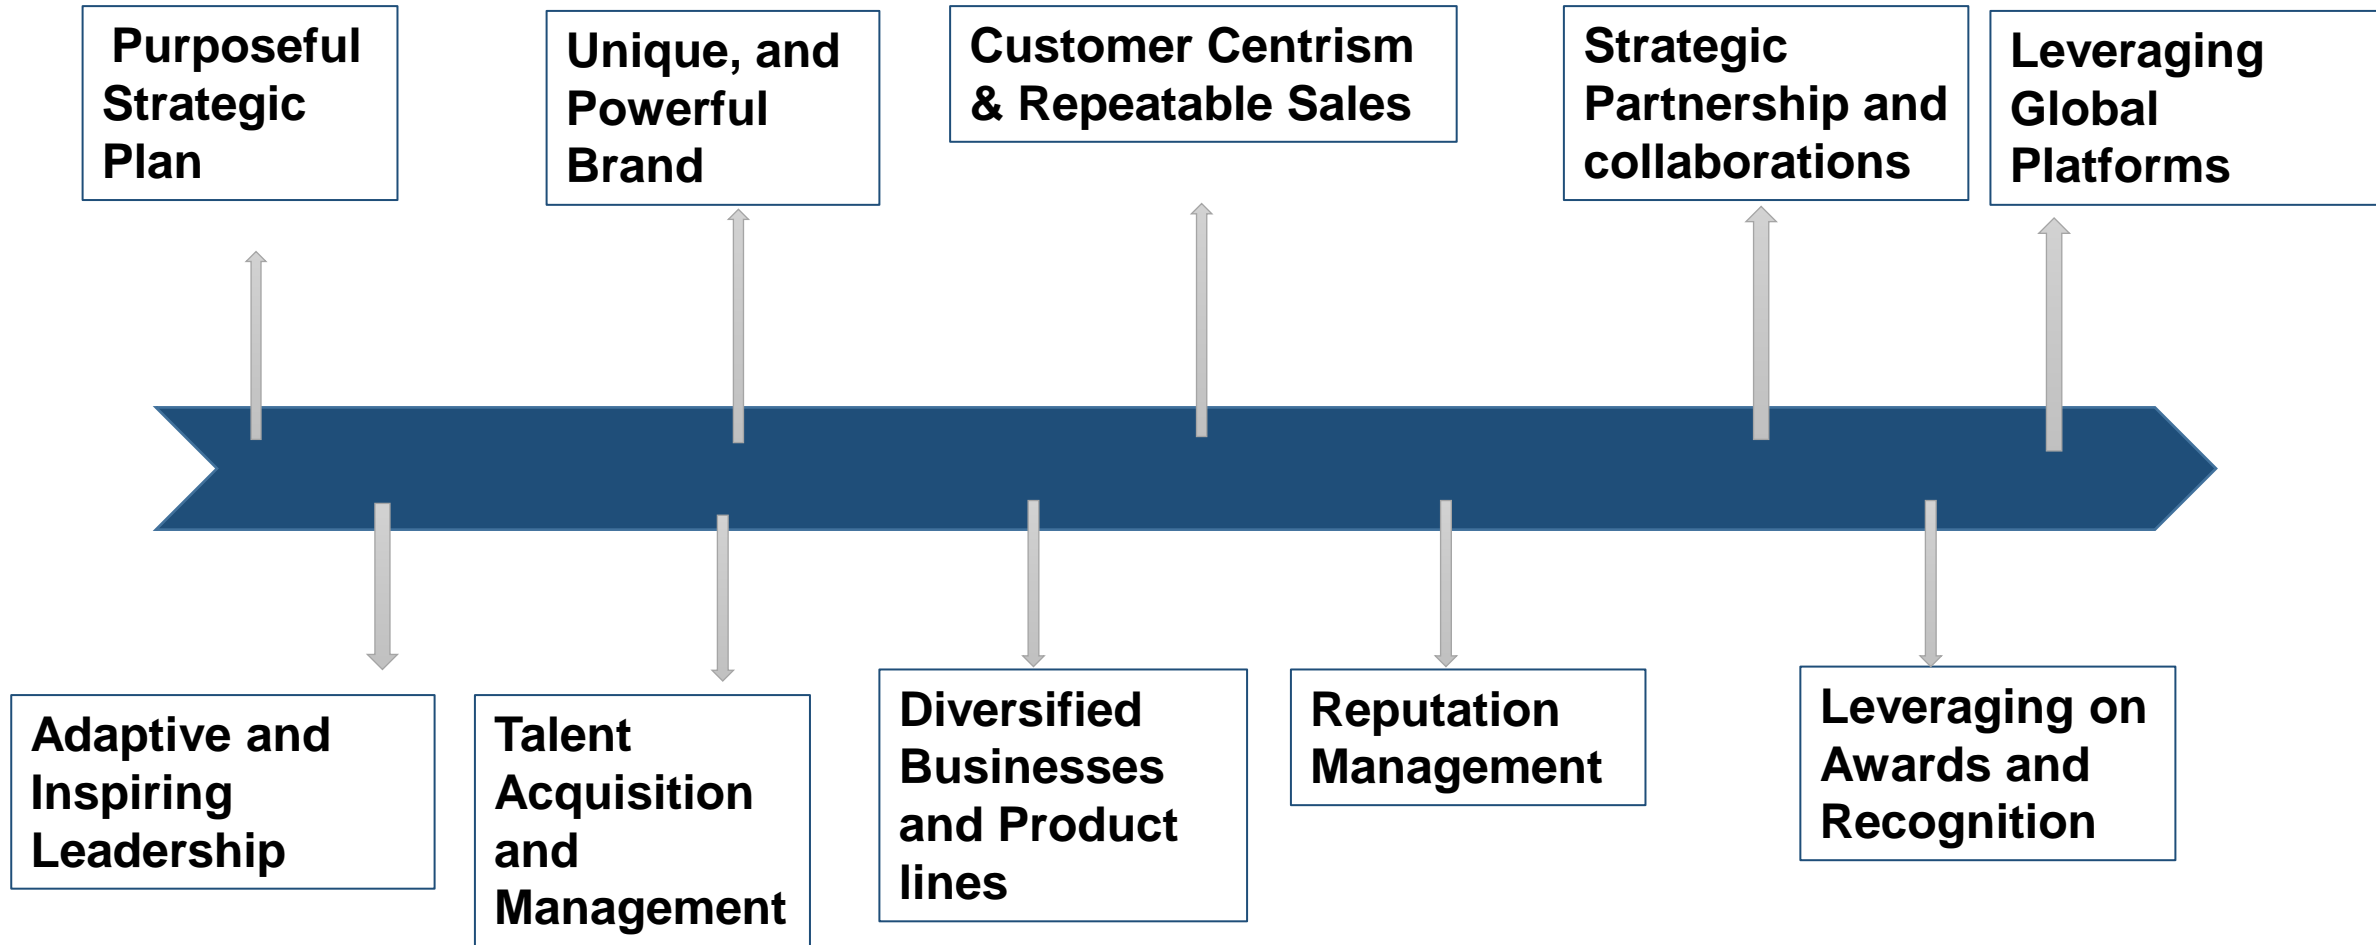 Purposeful
Strategic
Plan
Unique, and
Powerful
Brand
Customer Centrism
& Repeatable Sales
Strategic
Partnership and
collaborations
Leveraging
Global
Platforms
Adaptive and
Inspiring
Leadership
Talent
Acquisition
and
Management
Diversified
Businesses
and Product
lines
Reputation
Management
Leveraging on
Awards and
Recognition